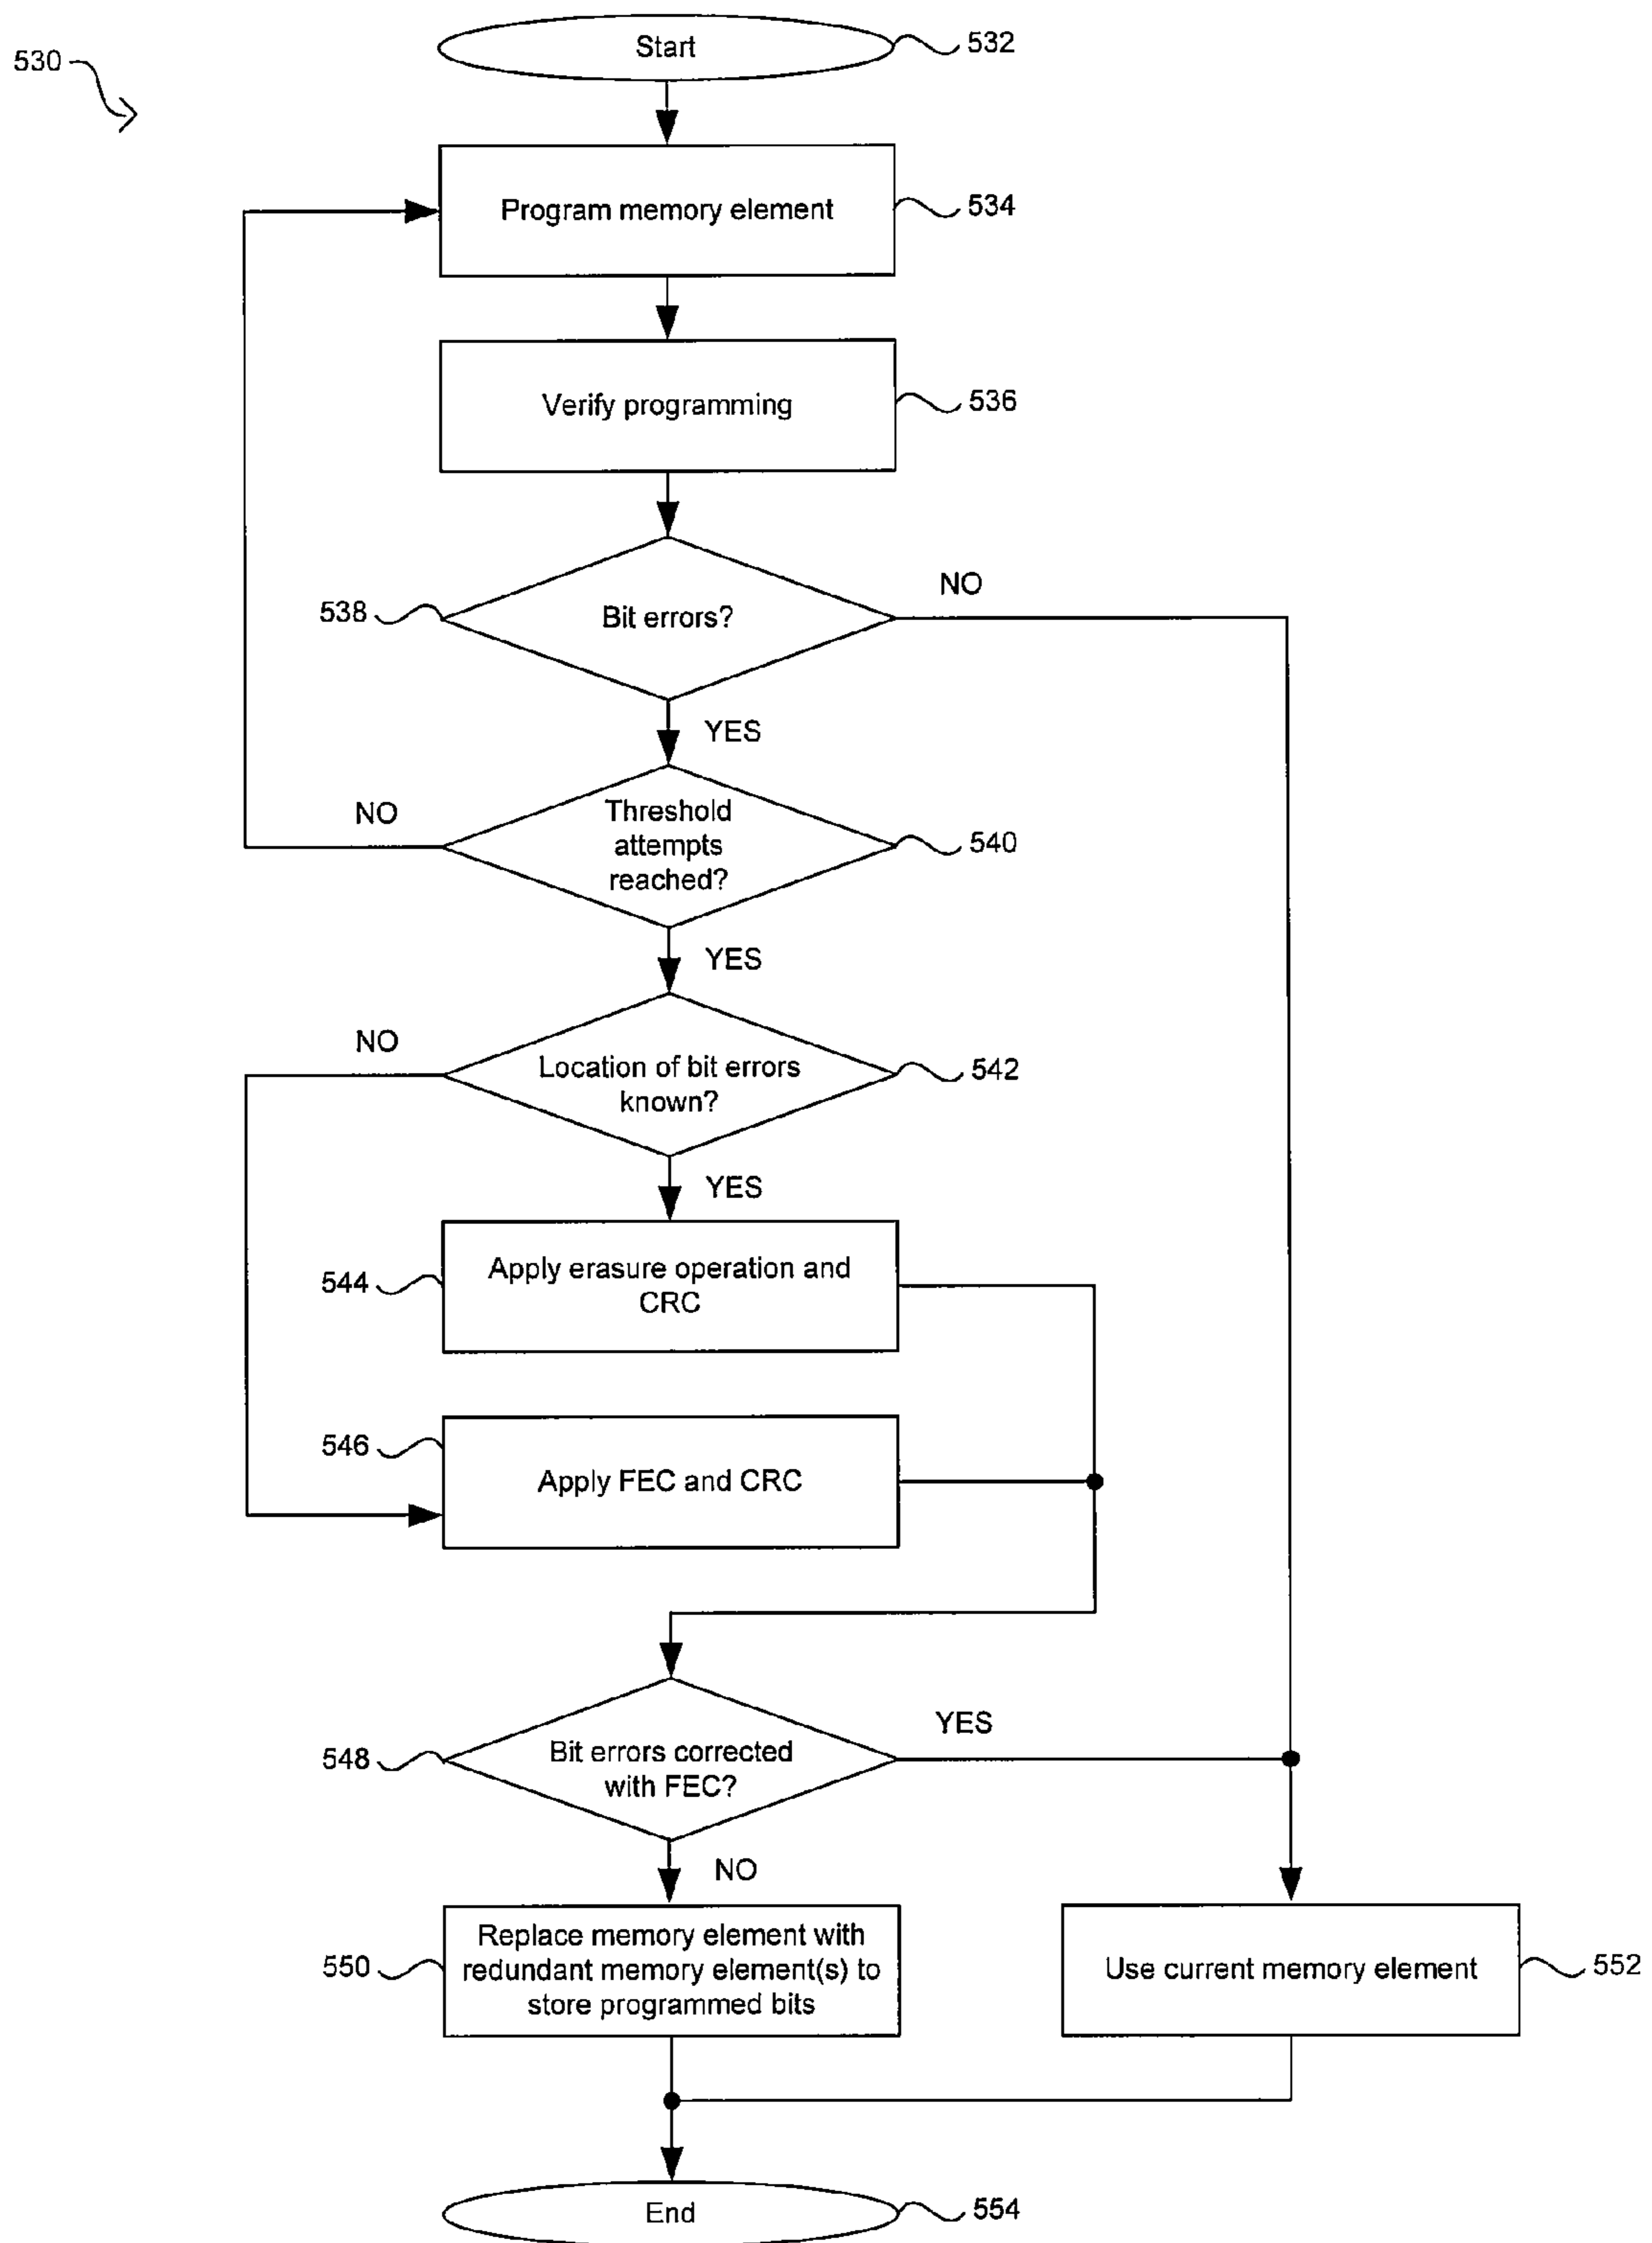 Start
532
530
Program memory element
534
Verify programming
536
NO
538
Bit errors?
YES
Threshold
attempts
reached?
NO
540
YES
NO
Location of bit errors
known?
542
YES
544
Apply erasure operation and
CRC
546
Apply FEC and CRC
YES
548
Bit errors corrected
with FEC?
NO
550
Replace memory element with
redundant memory element(s) to
store programmed bits
Use current memory element
552
End
554